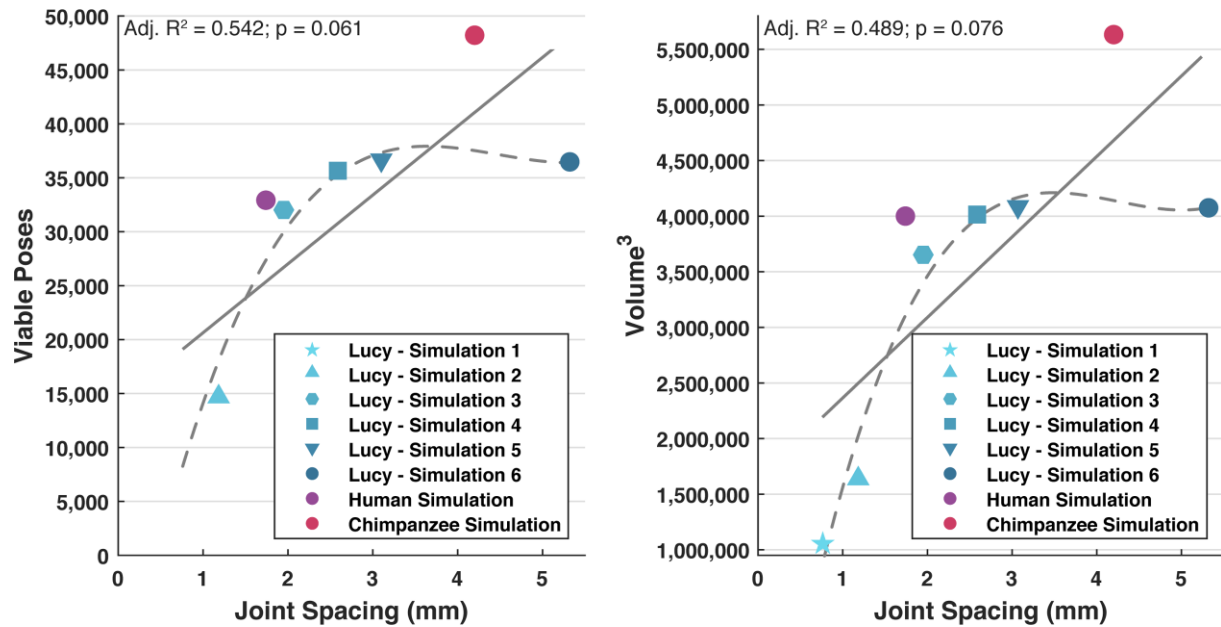 Adj. R² = 0.542; p = 0.061
50,000
45,000
40,000
35,000
30,000
25,000
20,000
15,000
10,000
5,000
0
Viable Poses
0 1 2 3 4 5
Joint Spacing (mm)
Lucy - Simulation 1
Lucy - Simulation 2
Lucy - Simulation 3
Lucy - Simulation 4
Lucy - Simulation 5
Lucy - Simulation 6
Human Simulation
Chimpanzee Simulation
Adj. R² = 0.489; p = 0.076
5,500,000
5,000,000
4,500,000
4,000,000
3,500,000
3,000,000
2,500,000
2,000,000
1,500,000
1,000,000
Volume³
0 1 2 3 4 5
Joint Spacing (mm)
Lucy - Simulation 1
Lucy - Simulation 2
Lucy - Simulation 3
Lucy - Simulation 4
Lucy - Simulation 5
Lucy - Simulation 6
Human Simulation
Chimpanzee Simulation